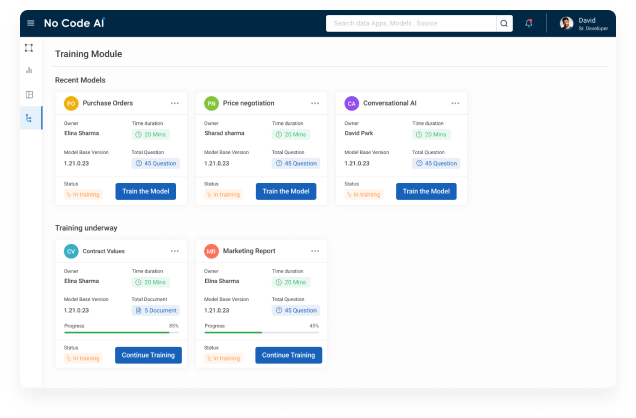 No Code AI
Search data Apps, Models , Source
David
Sr. Developer
Training Module
Recent Models
PO Purchase Orders
PN Price negotiation
CA Conversational AI
Owner Time duration
Elina Sharma 20 Mins
Owner Time duration
Sharad sharma 20 Mins
Owner Time duration
David Park 20 Mins
Model Base Version Total Question
1.21.0.23 45 Question
Model Base Version Total Question
1.21.0.23 45 Question
Model Base Version Total Question
1.21.0.23 45 Question
Status
In training Train the Model
Status
In training Train the Model
Status
In training Train the Model
Training underway
CV Contract Values
MR Marketing Report
Owner Time duration
Elina Sharma 20 Mins
Owner Time duration
Elina Sharma 20 Mins
Model Base Version Total Document
1.21.0.23 5 Document
Model Base Version Total Question
1.21.0.23 45 Question
Progress 85%
Progress 45%
Status
In training Continue Training
Status
In training Continue Training